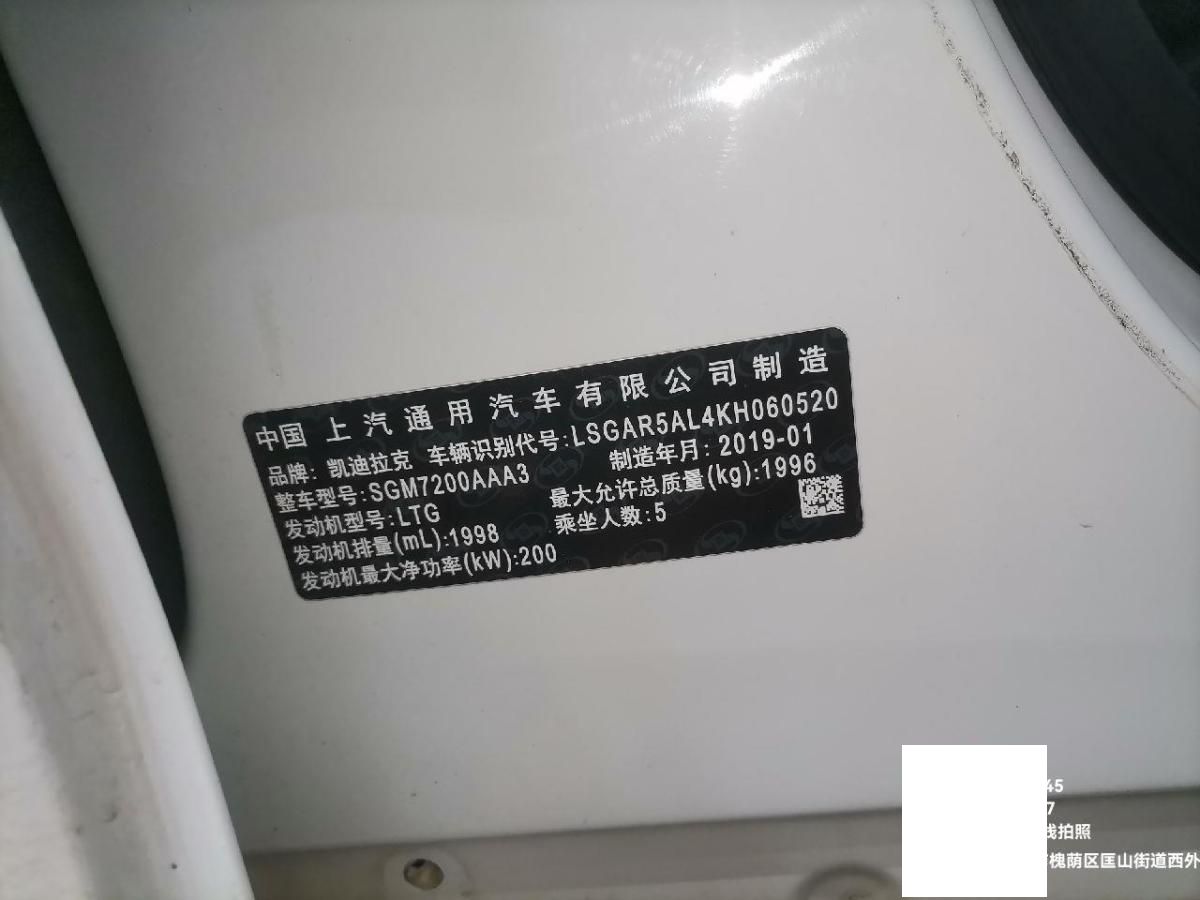 中国 上汽通用汽车有限公司制造
品牌: 凯迪拉克 车辆识别代号:LSGAR5AL4KH060520
整车型号:SGM7200AAA3 制造年月: 2019-01
发动机型号:LTG 最大允许总质量(kg):1996
发动机排量(mL):1998 乘坐人数:5
发动机最大净功率(kW):200
45
7
拍照
槐荫区匡山街道西外